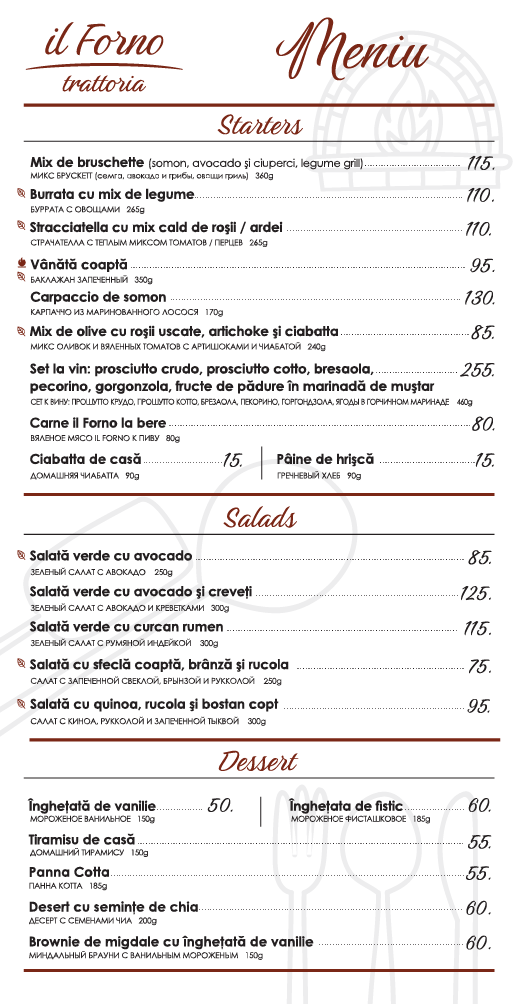 il Forno
trattoria
Meniu
Starters
Mix de bruschette (somon, avocado şi ciuperci, legume grill) 115.
МИКС БРУСКЕТТ (семга, авокадо и грибы, овощи гриль) 360g
Burrata cu mix de legume 110.
БУРРАТА С ОВОЩАМИ 265g
Stracciatella cu mix cald de roşii / ardei 110.
СТРАЧАТЕЛЛА С ТЕПЛЫМ МИКСОМ ТОМАТОВ / ПЕРЦЕВ 265g
Vânătă coaptă 95.
БАКЛАЖАН ЗАПЕЧЕННЫЙ 350g
Carpaccio de somon 130.
КАРПАЧЧО ИЗ МАРИНОВАННОГО ЛОСОСЯ 170g
Mix de olive cu roşii uscate, artichoke şi ciabatta 85.
МИКС ОЛИВОК И ВЯЛЕННЫХ ТОМАТОВ С АРТИШОКАМИ И ЧИАБАТОЙ 240g
Set la vin: prosciutto crudo, prosciutto cotto, bresaola, 255.
pecorino, gorgonzola, fructe de pădure în marinadă de muştar
СЕТ К ВИНУ: ПРОШУТТО КРУДО, ПРОШУТТО КОТТО, БРЕЗАОЛА, ПЕКОРИНО, ГОРГОНДЗОЛА, ЯГОДЫ В ГОРЧИЧНОМ МАРИНАДЕ 460g
Carne il Forno la bere 80.
ВЯЛЕНОЕ МЯСО IL FORNO К ПИВУ 80g
Ciabatta de casă 15. Pâine de hrişcă 15.
ДОМАШНЯЯ ЧИАБАТТА 90g ГРЕЧНЕВЫЙ ХЛЕБ 90g
Salads
Salată verde cu avocado 85.
ЗЕЛЕНЫЙ САЛАТ С АВОКАДО 250g
Salată verde cu avocado şi creveţi 125.
ЗЕЛЕНЫЙ САЛАТ С АВОКАДО И КРЕВЕТКАМИ 300g
Salată verde cu curcan rumen 115.
ЗЕЛЕНЫЙ САЛАТ С РУМЯНОЙ ИНДЕЙКОЙ 300g
Salată cu sfeclă coaptă, brânză şi rucola 75.
САЛАТ С ЗАПЕЧЕННОЙ СВЕКЛОЙ, БРЫНЗОЙ И РУККОЛОЙ 250g
Salată cu quinoa, rucola şi bostan copt 95.
САЛАТ С КИНОА, РУККОЛОЙ И ЗАПЕЧЕННОЙ ТЫКВОЙ 300g
Dessert
Îngheţată de vanilie 50. Îngheţata de fistic 60.
МОРОЖЕНОЕ ВАНИЛЬНОЕ 150g МОРОЖЕНОЕ ФИСТАШКОВОЕ 185g
Tiramisu de casă 55.
ДОМАШНИЙ ТИРАМИСУ 150g
Panna Cotta 55.
ПАННА КОТТА 185g
Desert cu seminţe de chia 60.
ДЕСЕРТ С СЕМЕНАМИ ЧИА 200g
Brownie de migdale cu îngheţată de vanilie 60.
МИНДАЛЬНЫЙ БРАУНИ С ВАНИЛЬНЫМ МОРОЖЕНЫМ 150g